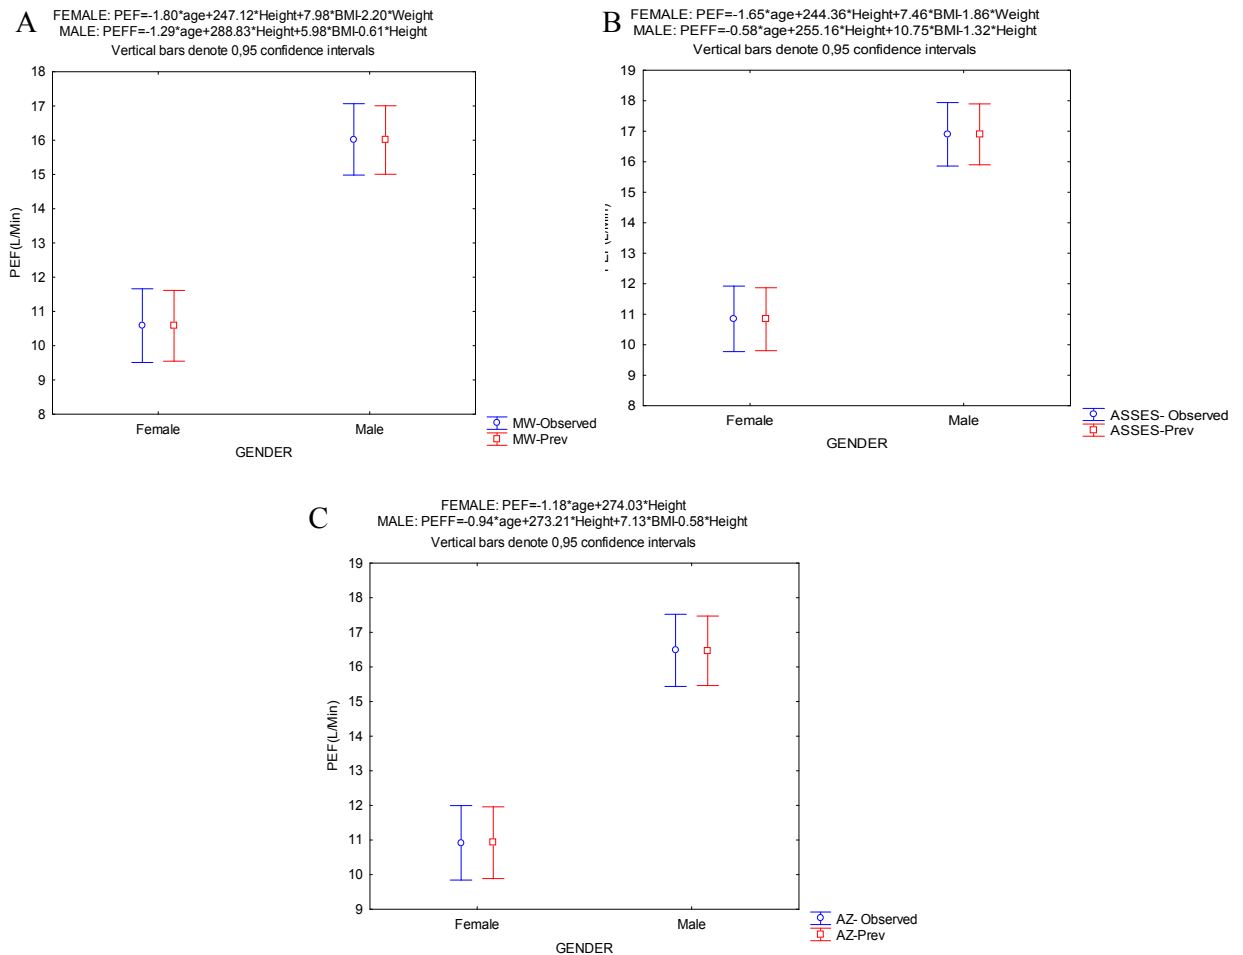 A
FEMALE: PEF=-1.80*age+247.12*Height+7.98*BMI-2.20*Weight
MALE: PEFF=-1.29*age+288.83*Height+5.98*BMI-0.61*Height
Vertical bars denote 0,95 confidence intervals
18
17
16
15
14
13
12
11
10
9
8
PEF(L/Min)
Female
Male
GENDER
MW-Observed
MW-Prev
B
FEMALE: PEF=-1.65*age+244.36*Height+7.46*BMI-1.86*Weight
MALE: PEFF=-0.58*age+255.16*Height+10.75*BMI-1.32*Height
Vertical bars denote 0,95 confidence intervals
19
18
17
16
15
14
13
12
11
10
9
8
Female
Male
GENDER
ASSES- Observed
ASSES-Prev
C
FEMALE: PEF=-1.18*age+274.03*Height
MALE: PEFF=-0.94*age+273.21*Height+7.13*BMI-0.58*Height
Vertical bars denote 0,95 confidence intervals
19
18
17
16
15
14
13
12
11
10
9
PEF(L/Min)
Female
Male
GENDER
AZ- Observed
AZ-Prev